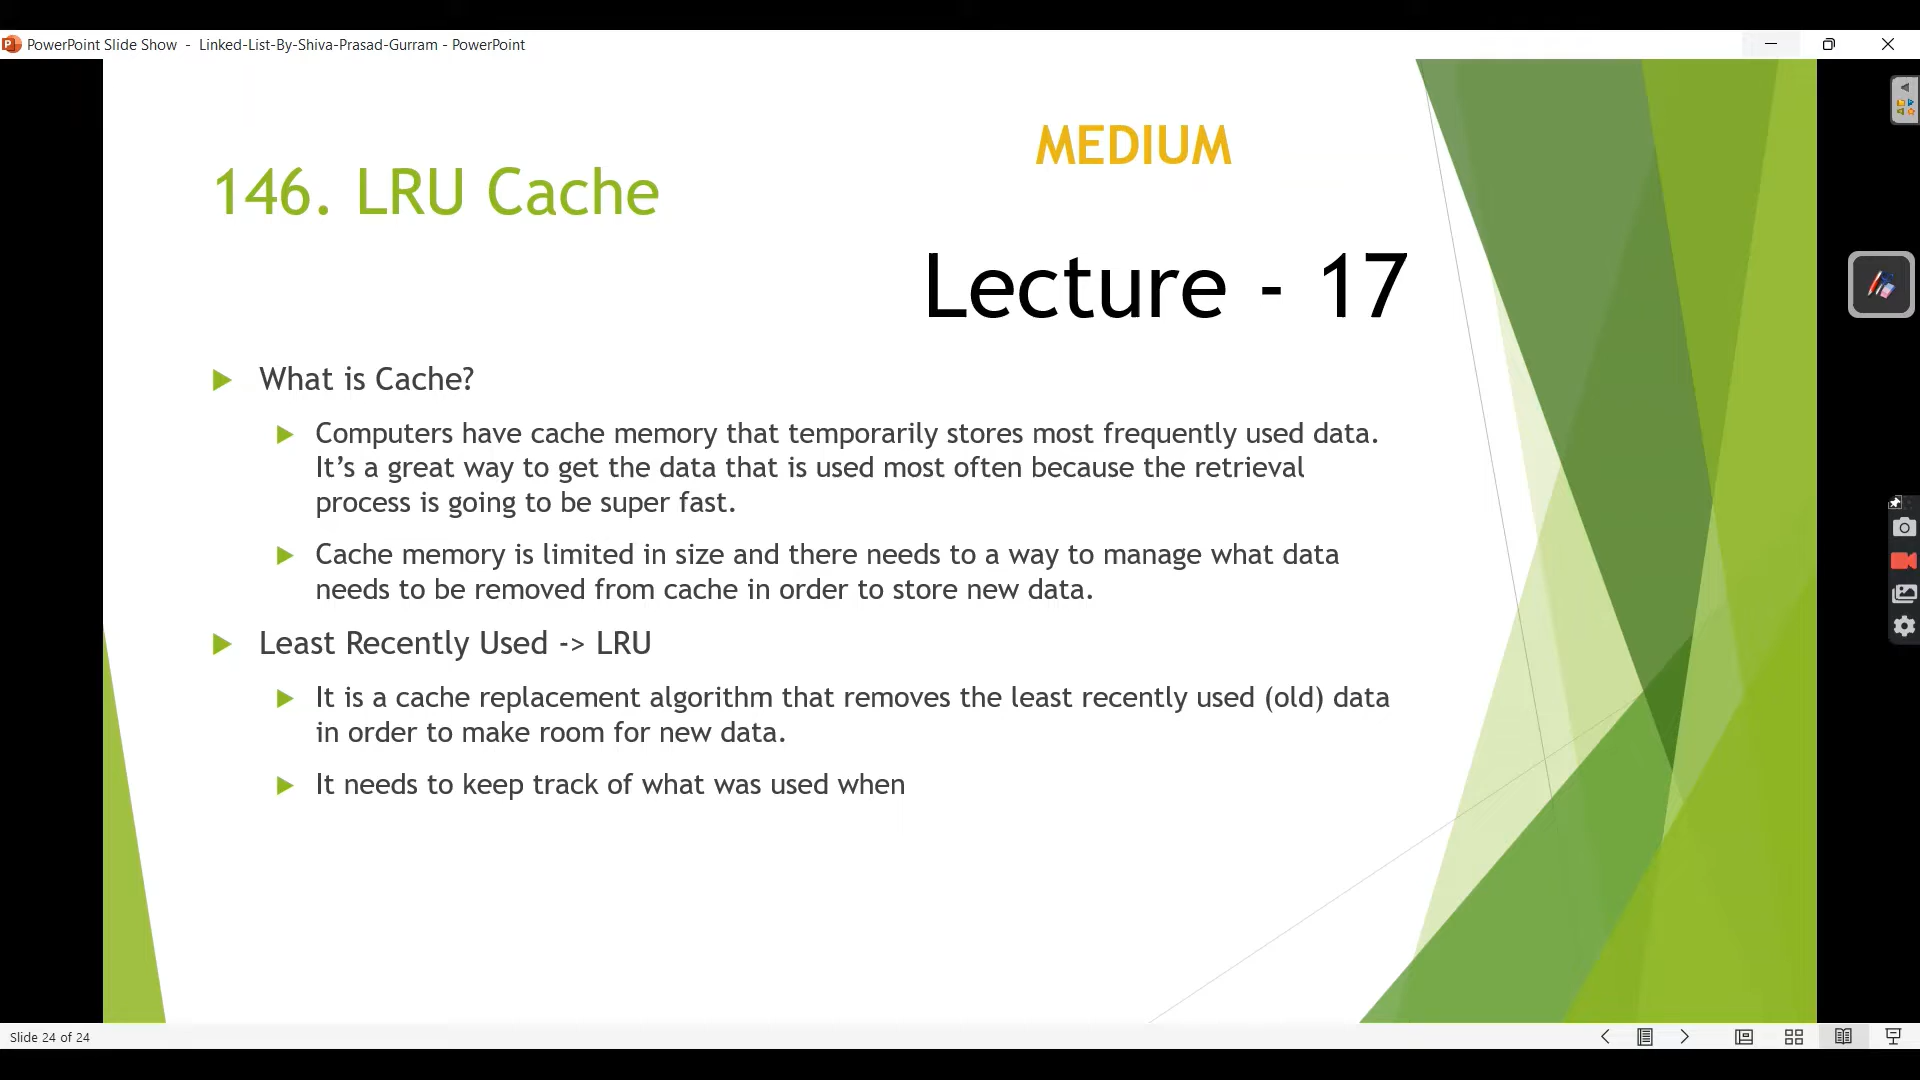 PowerPoint Slide Show - Linked-List-By-Shiva-Prasad-Gurram - PowerPoint
MEDIUM
146. LRU Cache
Lecture - 17
What is Cache?
Computers have cache memory that temporarily stores most frequently used data.
It’s a great way to get the data that is used most often because the retrieval
process is going to be super fast.
Cache memory is limited in size and there needs to a way to manage what data
needs to be removed from cache in order to store new data.
Least Recently Used -> LRU
It is a cache replacement algorithm that removes the least recently used (old) data
in order to make room for new data.
It needs to keep track of what was used when
Slide 24 of 24